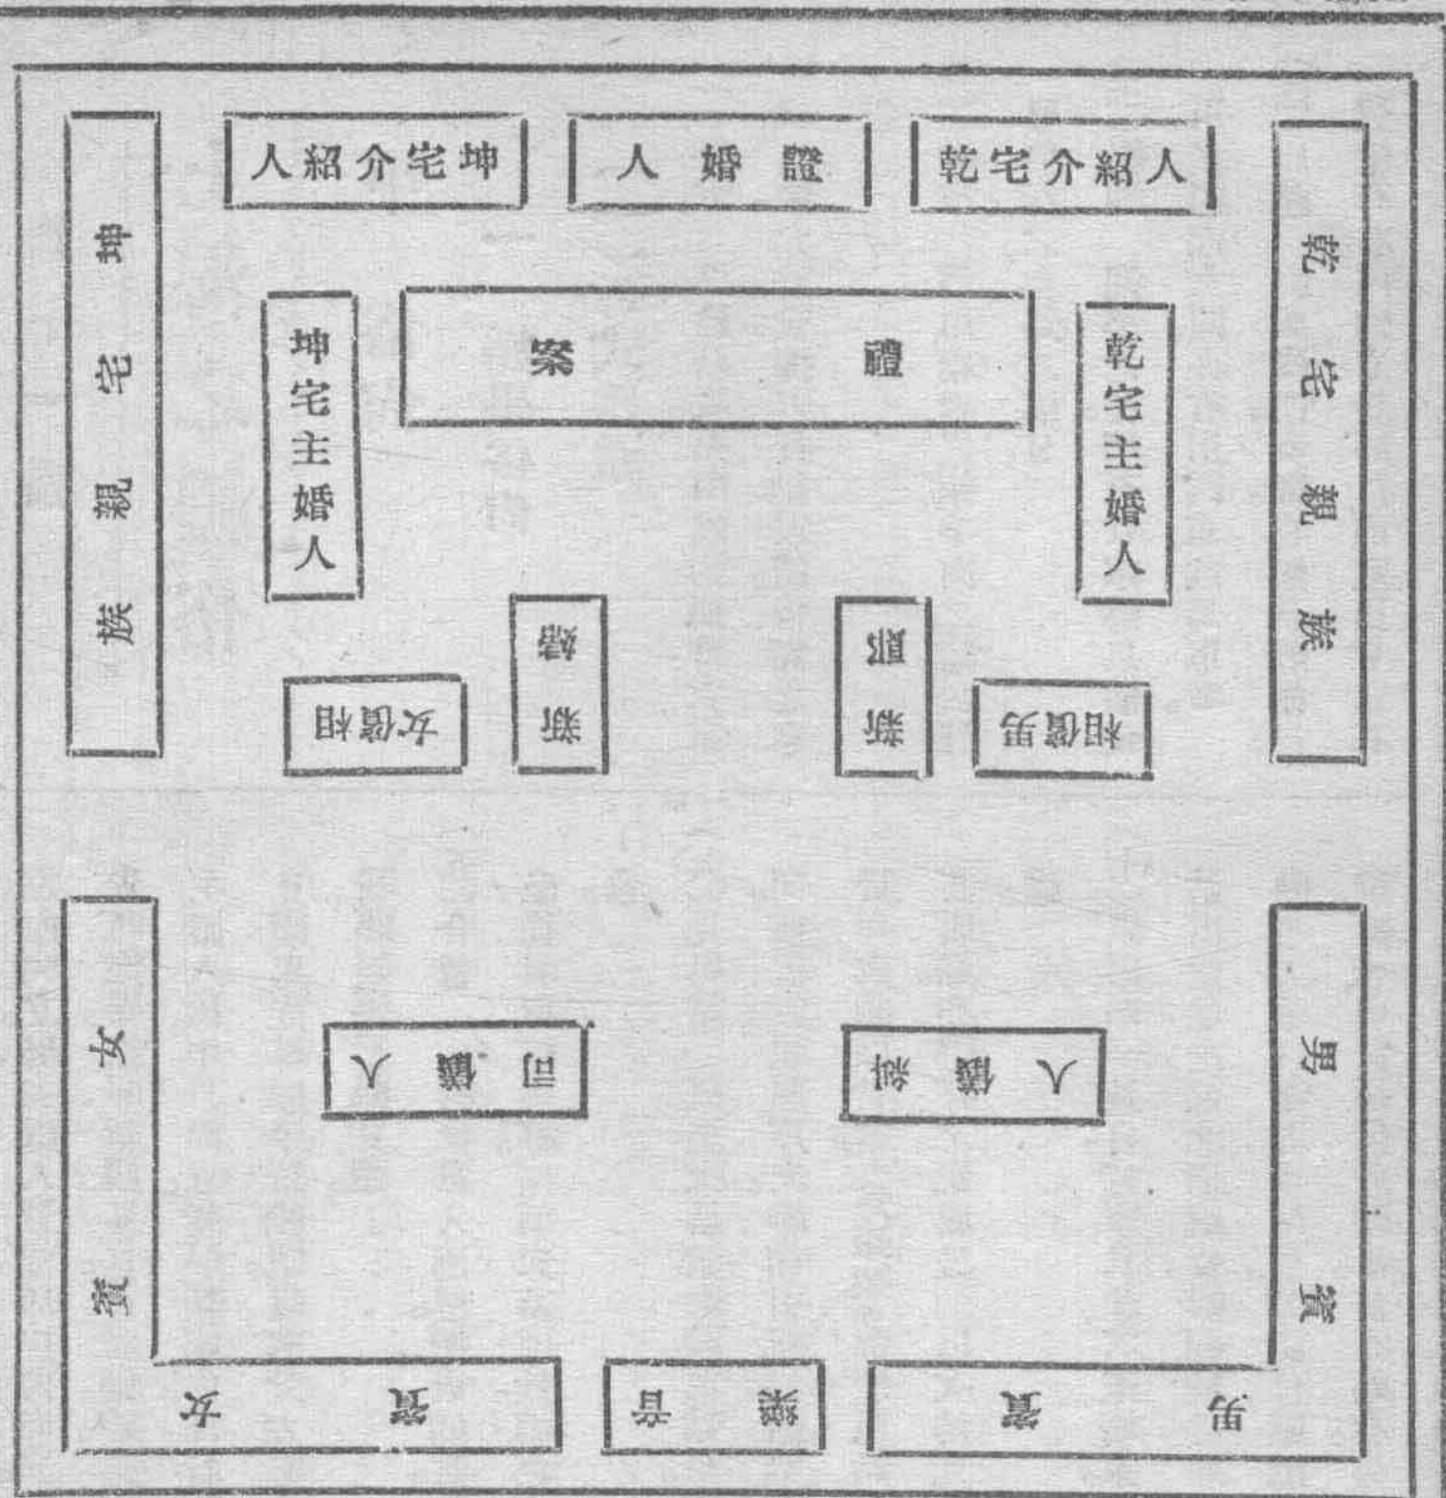 乾宅介紹人
證婚人
坤宅介紹人
乾宅親族
坤宅親族
禮案
乾宅主婚人
坤宅主婚人
新郎
新婦
男儐相
女儐相
糾儀人
司儀人
男賓
女賓
男賓
音樂
女賓